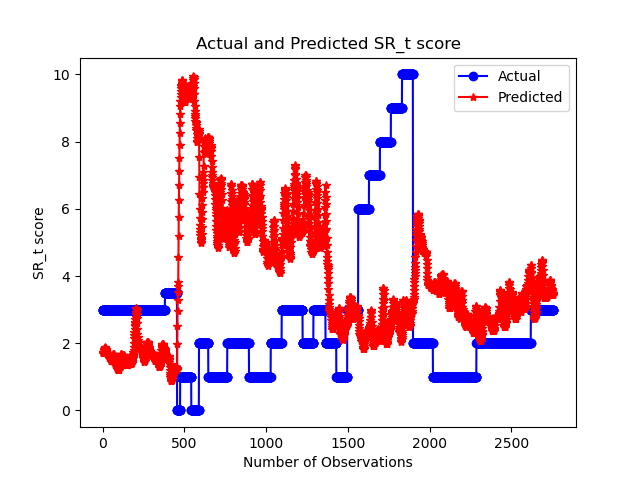 Actual and Predicted SR_t score
Actual
Predicted
SR_t score
10
8
6
4
2
0
0 500 1000 1500 2000 2500
Number of Observations